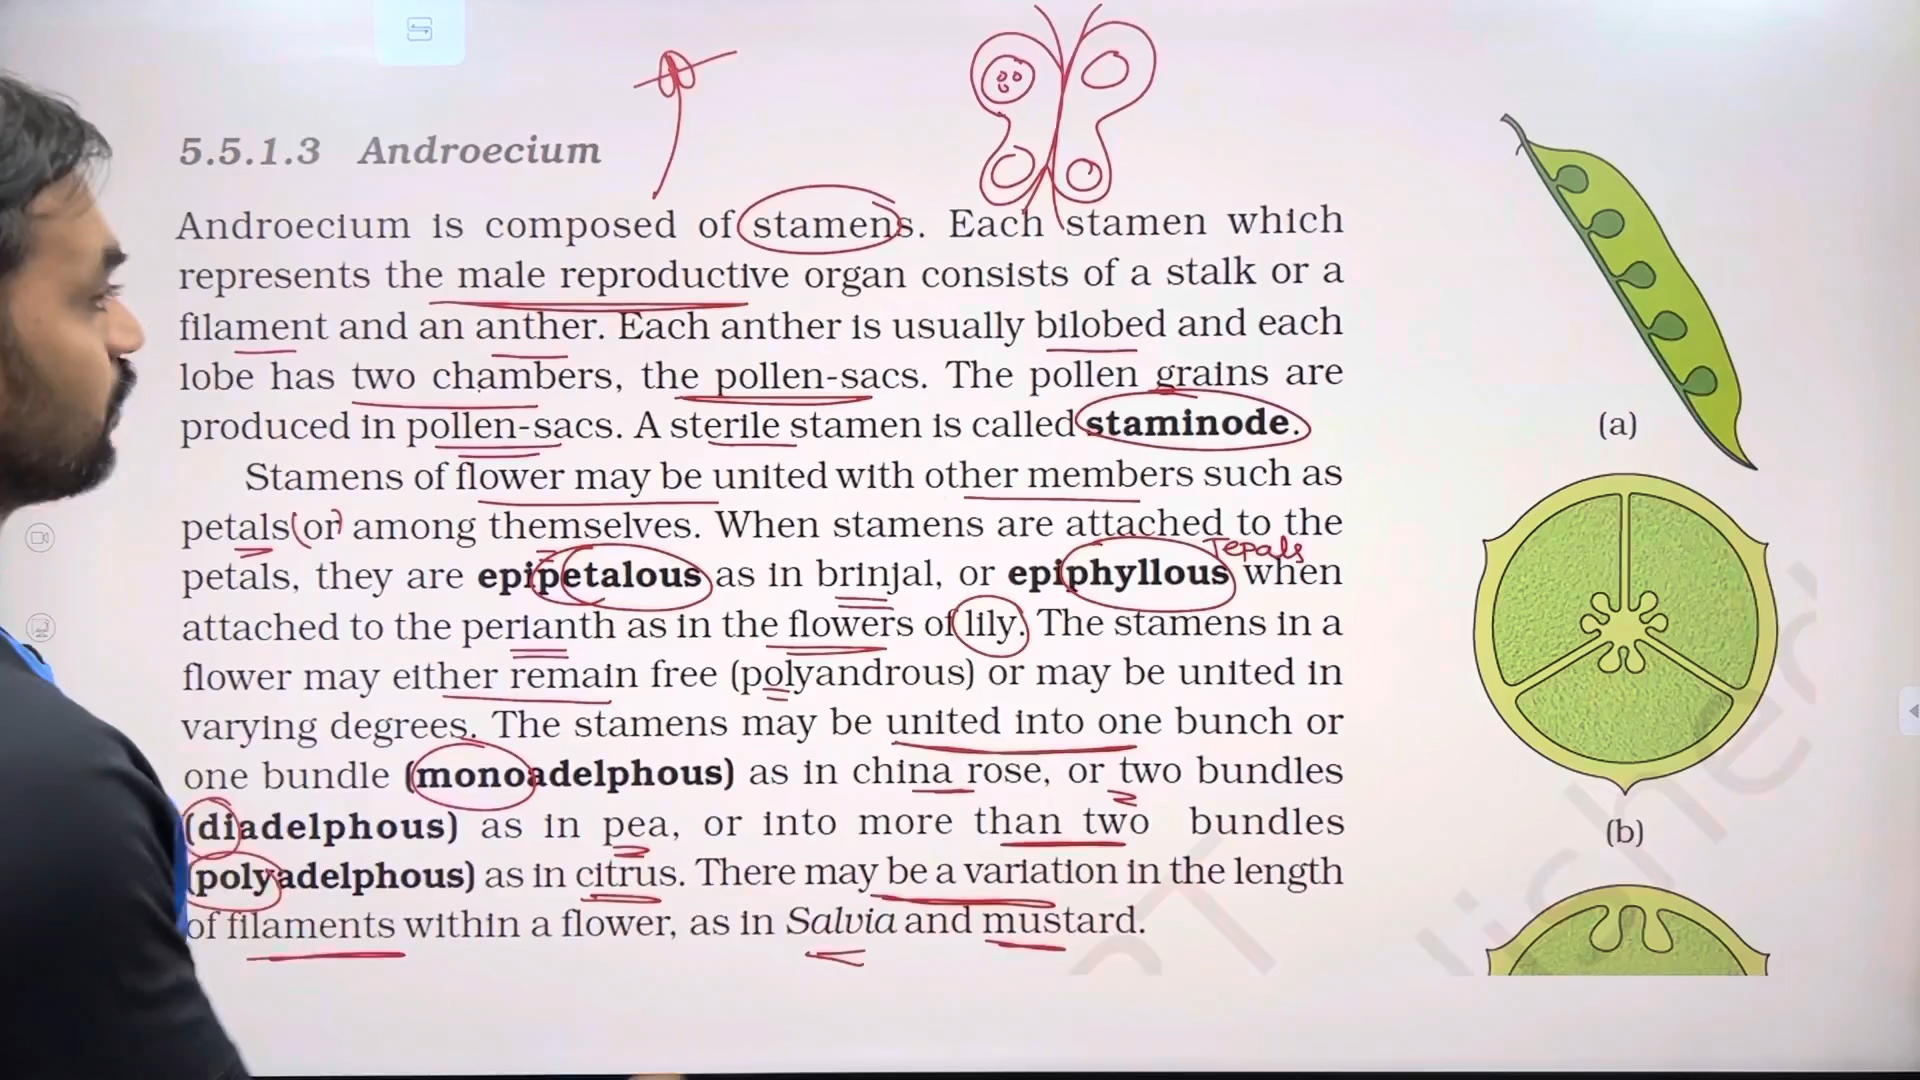 5.5.1.3 Androecium
Androecium is composed of stamens. Each stamen which
represents the male reproductive organ consists of a stalk or a
filament and an anther. Each anther is usually bilobed and each
lobe has two chambers, the pollen-sacs. The pollen grains are
produced in pollen-sacs. A sterile stamen is called staminode.
Stamens of flower may be united with other members such as
petals or among themselves. When stamens are attached to the
Tepals
petals, they are epipetalous as in brinjal, or epiphyllous when
attached to the perianth as in the flowers of lily. The stamens in a
flower may either remain free (polyandrous) or may be united in
varying degrees. The stamens may be united into one bunch or
one bundle (monoadelphous) as in china rose, or two bundles
(diadelphous) as in pea, or into more than two bundles
(polyadelphous) as in citrus. There may be a variation in the length
of filaments within a flower, as in Salvia and mustard.
(a)
(b)